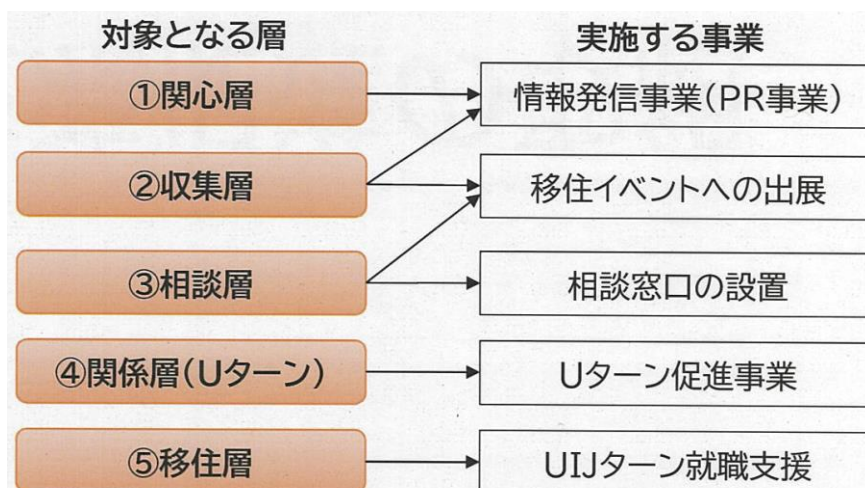 対象となる層
実施する事業
①関心層
情報発信事業(PR事業)
②収集層
移住イベントへの出展
③相談層
相談窓口の設置
④関係層(Uターン)
Uターン促進事業
⑤移住層
UIJターン就職支援